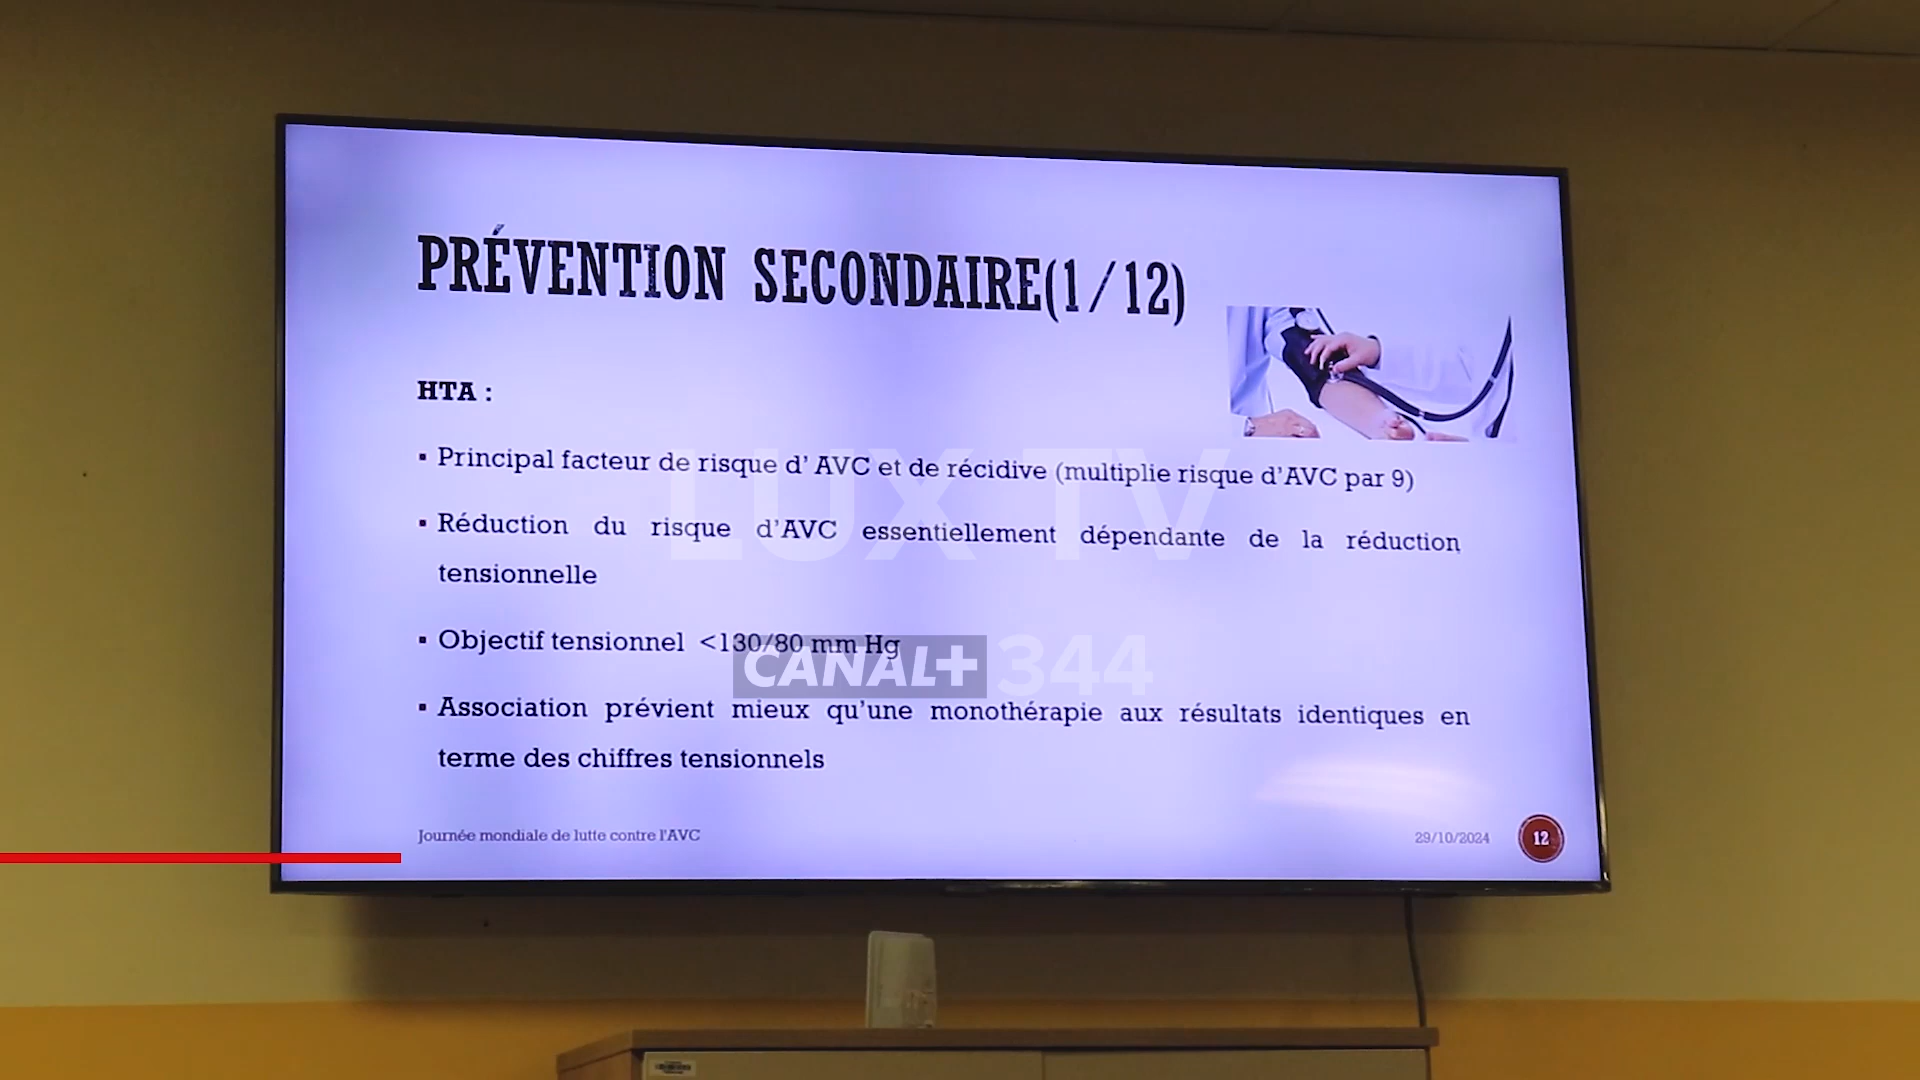 PRÉVENTION SECONDAIRE(1/12)
HTA :
▪ Principal facteur de risque d' AVC et de récidive (multiplie risque d'AVC par 9)
▪ Réduction du risque d'AVC essentiellement dépendante de la réduction
tensionnelle
▪ Objectif tensionnel <130/80 mm Hg
▪ Association prévient mieux qu'une monothérapie aux résultats identiques en
terme des chiffres tensionnels
Journée mondiale de lutte contre l'AVC
29/10/2024
12
LUX TV
CANAL+ 344